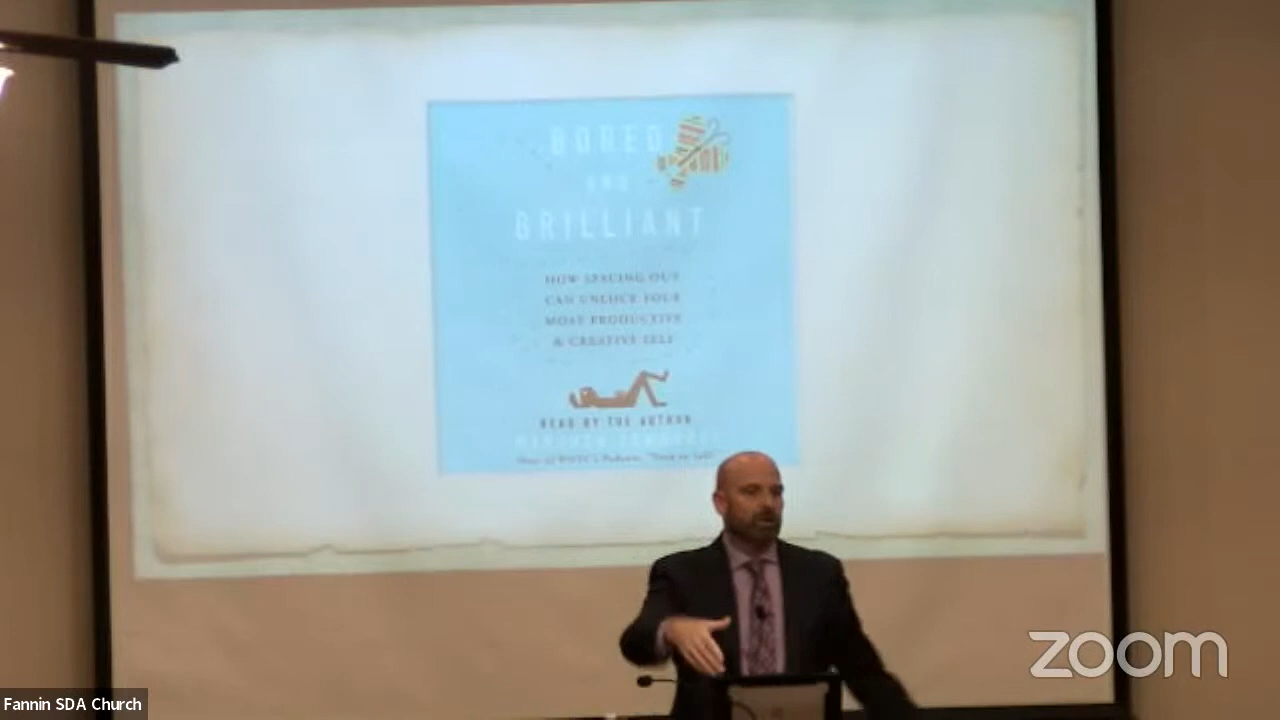 BORED
AND
BRILLIANT
HOW SPACING OUT
CAN UNLOCK YOUR
MOST PRODUCTIVE
& CREATIVE SELF
READ BY THE AUTHOR
zoom
Fannin SDA Church